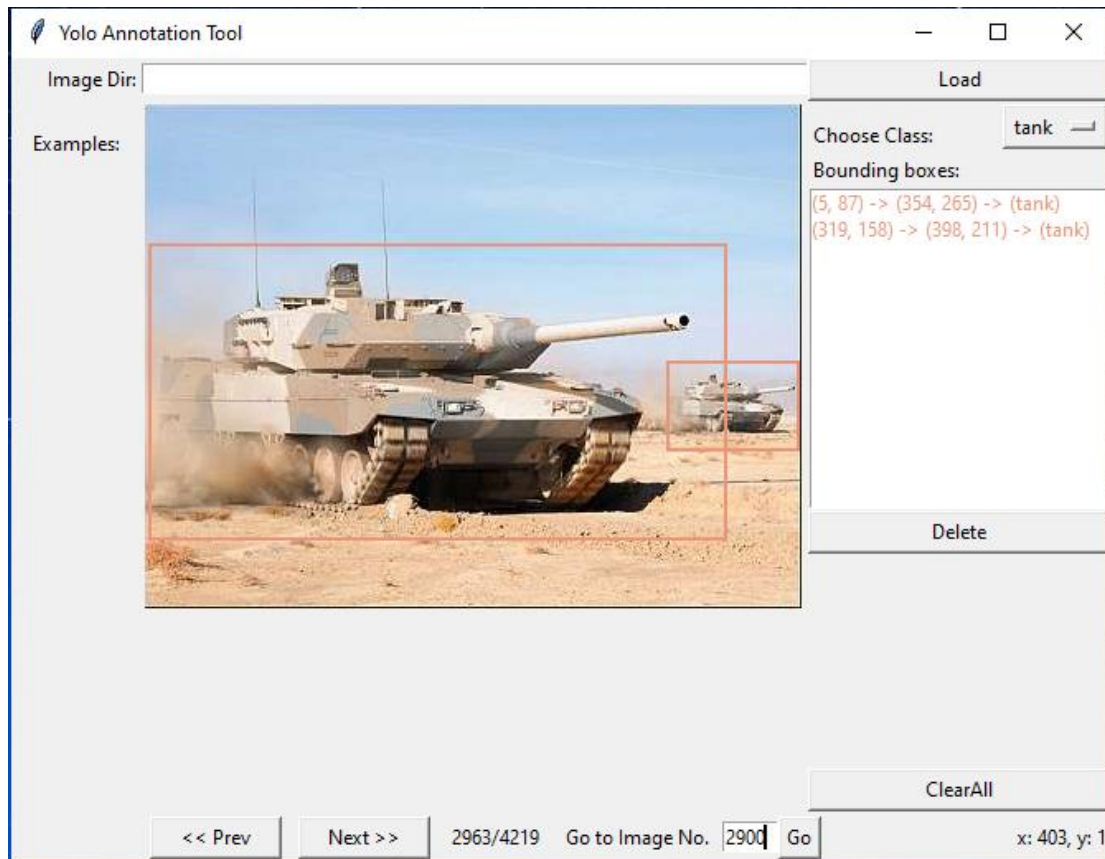 Yolo Annotation Tool
Image Dir:
Load
Examples:
Choose Class:
tank
Bounding boxes:
(5, 87) -> (354, 265) -> (tank)
(319, 158) -> (398, 211) -> (tank)
Delete
ClearAll
<< Prev
Next >>
2963/4219
Go to Image No.
2900
Go
x: 403, y: 1